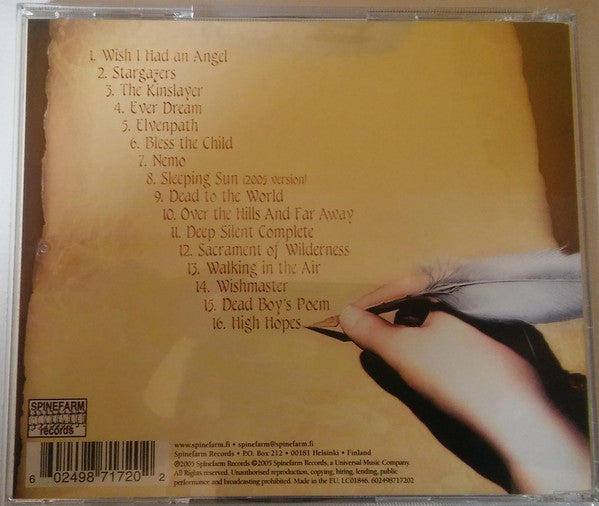 1. Wish I Had an Angel
2. Stargazers
3. The Kinslayer
4. Ever Dream
5. Elvenpath
6. Bless the Child
7. Nemo
8. Sleeping Sun (2005 version)
9. Dead to the World
10. Over the Hills And Far Away
11. Deep Silent Complete
12. Sacrament of Wilderness
13. Walking in the Air
14. Wishmaster
15. Dead Boy's Poem
16. High Hopes
SPINEFARM
records
www.spinefarm.fi • spinefarm@spinefarm.fi
Spinefarm Records • P.O. Box 212 • 00181 Helsinki • Finland
℗2005 Spinefarm Records ©2005 Spinefarm Records, a Universal Music Company.
All Rights reserved. Unauthorised reproduction, copying, hiring, lending, public
performance and broadcasting prohibited. Made in the EU. LC01846. 602498717202
6 02498 71720 2